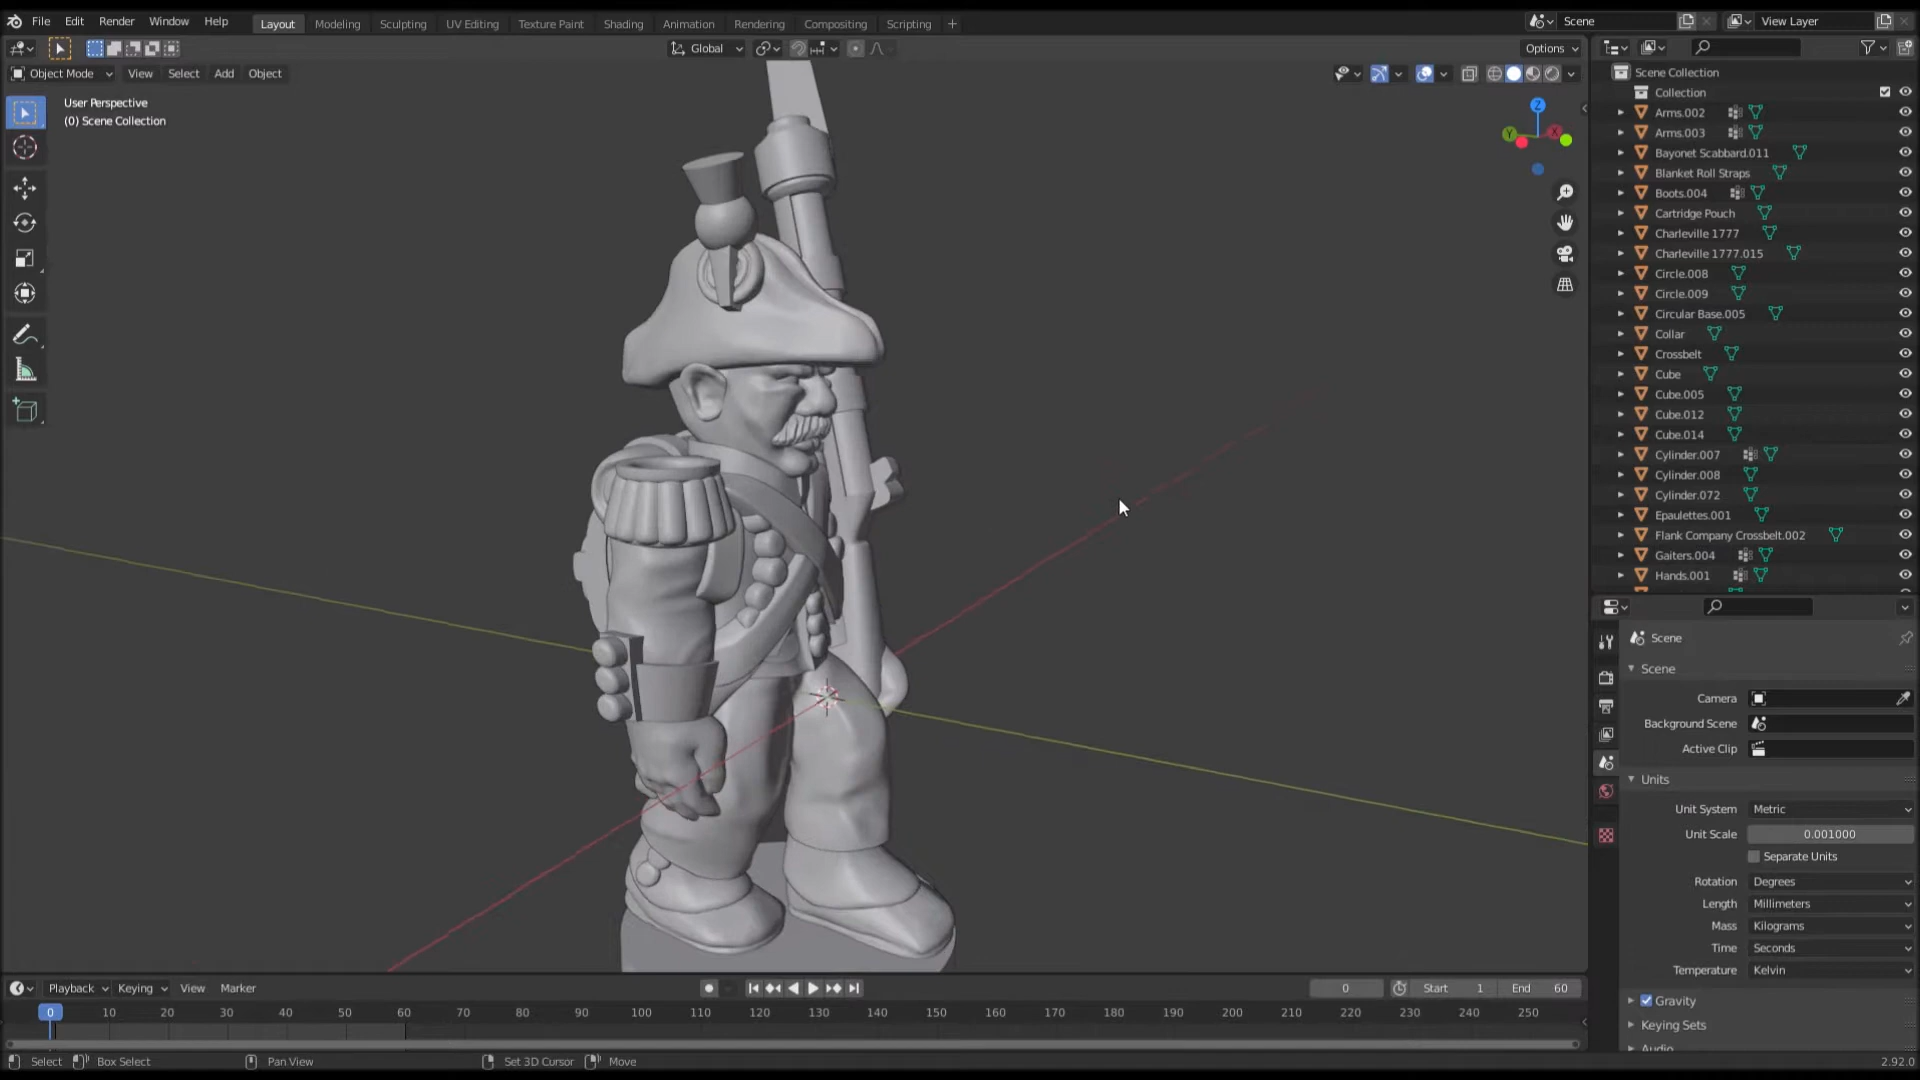 File Edit Render Window Help Layout Modeling Sculpting UV Editing Texture Paint Shading Animation Rendering Compositing Scripting + Scene View Layer
Global Options
Object Mode View Select Add Object
User Perspective
(0) Scene Collection
Z
Y
X
Scene Collection
Collection
Arms.002
Arms.003
Bayonet Scabbard.011
Blanket Roll Straps
Boots.004
Cartridge Pouch
Charleville 1777
Charleville 1777.015
Circle.008
Circle.009
Circular Base.005
Collar
Crossbelt
Cube
Cube.005
Cube.012
Cube.014
Cylinder.007
Cylinder.008
Cylinder.072
Epaulettes.001
Flank Company Crossbelt.002
Gaiters.004
Hands.001
Scene
Scene
Camera
Background Scene
Active Clip
Units
Unit System Metric
Unit Scale 0.001000
Separate Units
Rotation Degrees
Length Millimeters
Mass Kilograms
Time Seconds
Temperature Kelvin
Gravity
Keying Sets
Audio
Playback Keying View Marker 0 Start 1 End 60
0 10 20 30 40 50 60 70 80 90 100 110 120 130 140 150 160 170 180 190 200 210 220 230 240 250
Select Box Select Pan View Set 3D Cursor Move 2.92.0